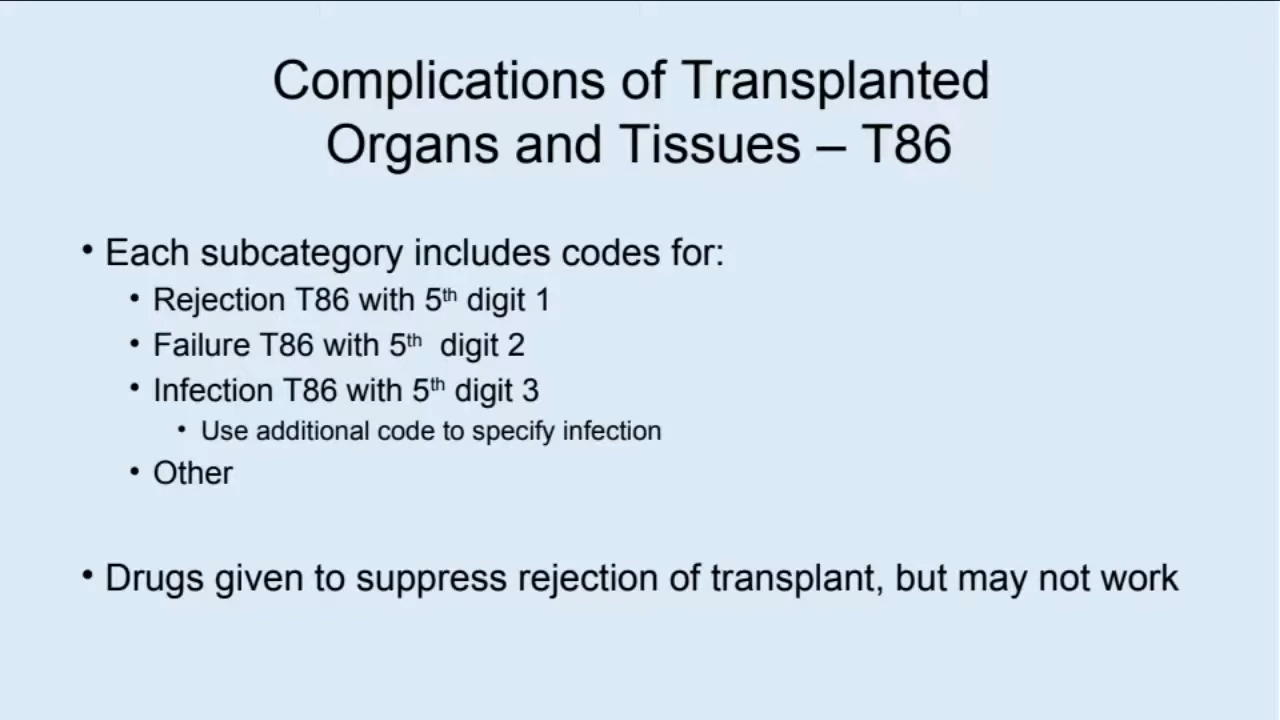 Complications of Transplanted
Organs and Tissues – T86
• Each subcategory includes codes for:
• Rejection T86 with 5th digit 1
• Failure T86 with 5th digit 2
• Infection T86 with 5th digit 3
• Use additional code to specify infection
• Other
• Drugs given to suppress rejection of transplant, but may not work